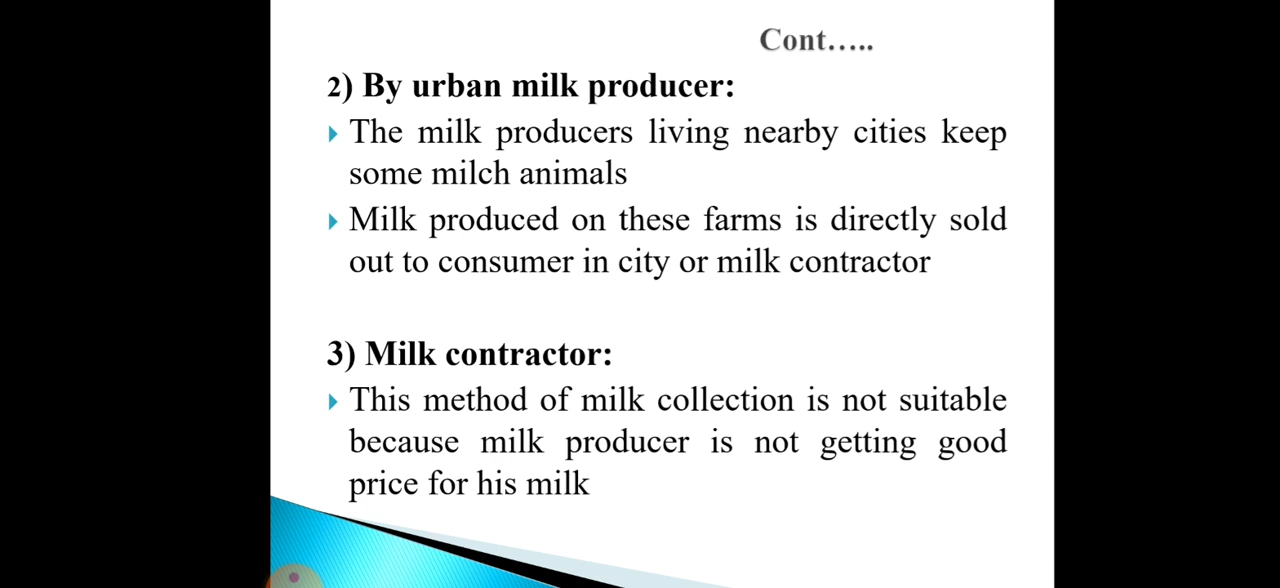 Cont…..
2) By urban milk producer:
The milk producers living nearby cities keep
some milch animals
Milk produced on these farms is directly sold
out to consumer in city or milk contractor
3) Milk contractor:
This method of milk collection is not suitable
because milk producer is not getting good
price for his milk